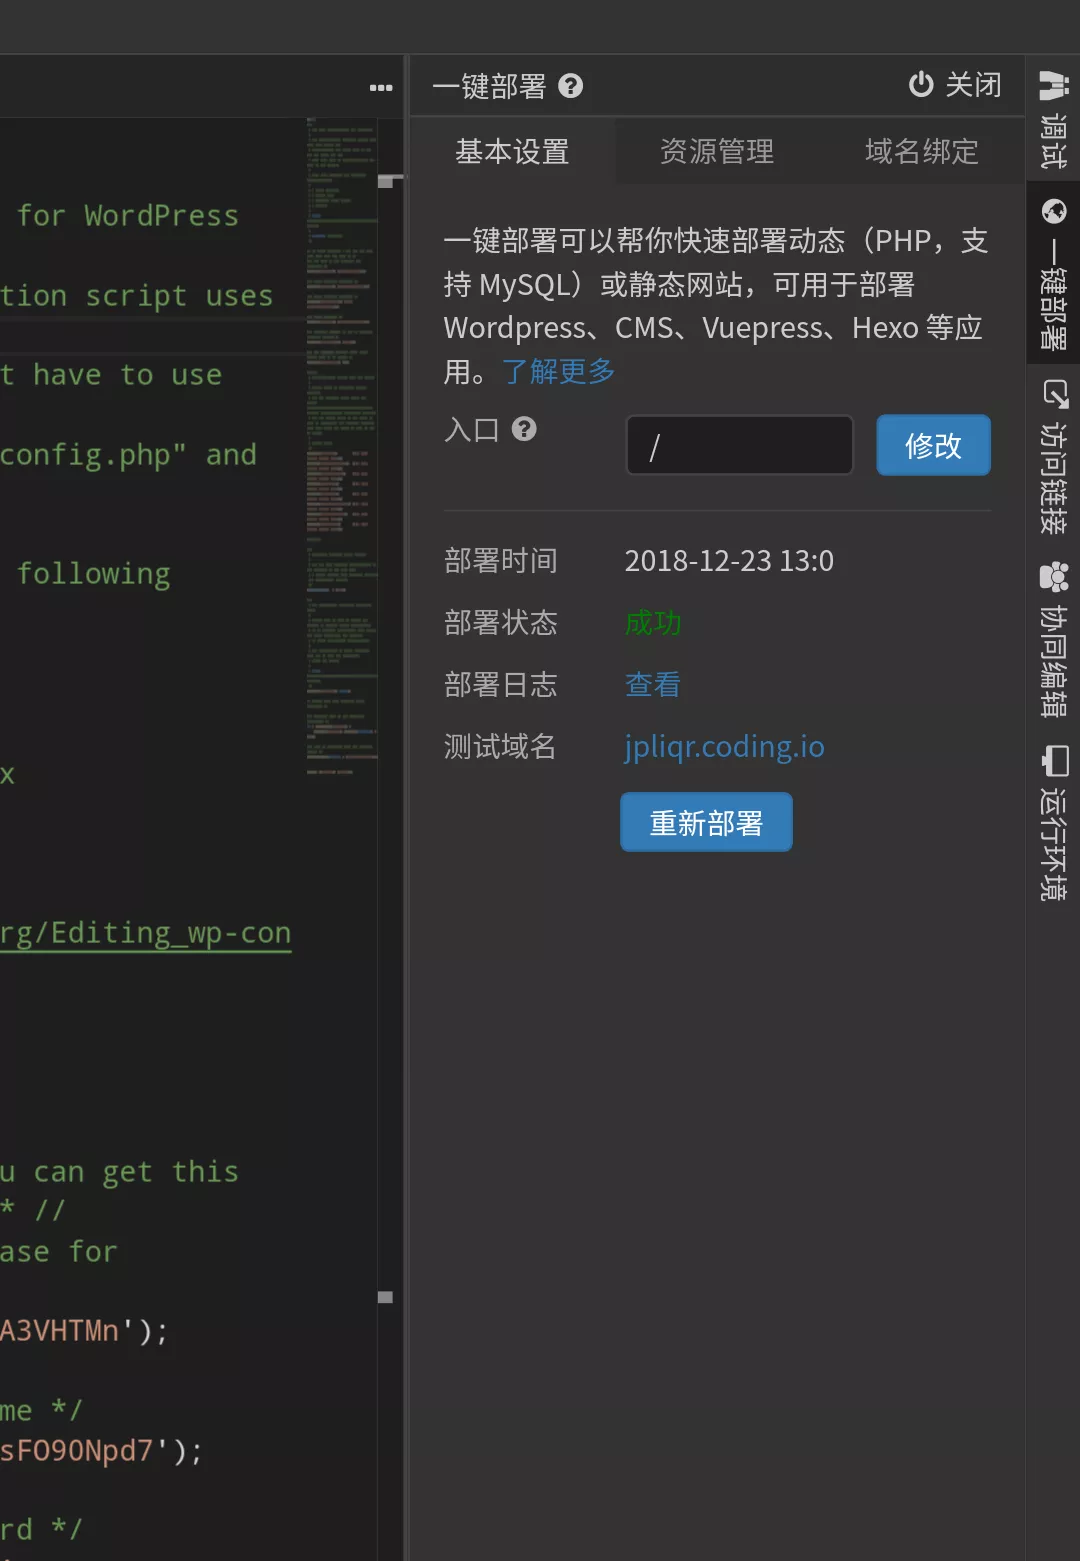 for WordPress
tion script uses
t have to use
config.php" and
following
x
rg/Editing_wp-con
u can get this
* //
ase for
A3VHTMn');
me */
sFO9ONpd7');
rd */
一键部署
关闭
基本设置
资源管理
域名绑定
一键部署可以帮你快速部署动态（PHP，支
持 MySQL）或静态网站，可用于部署
Wordpress、CMS、Vuepress、Hexo 等应
用。了解更多
入口
/
修改
部署时间 2018-12-23 13:0
部署状态 成功
部署日志 查看
测试域名 jpliqr.coding.io
重新部署
调试
一键部署
访问链接
协同编辑
运行环境